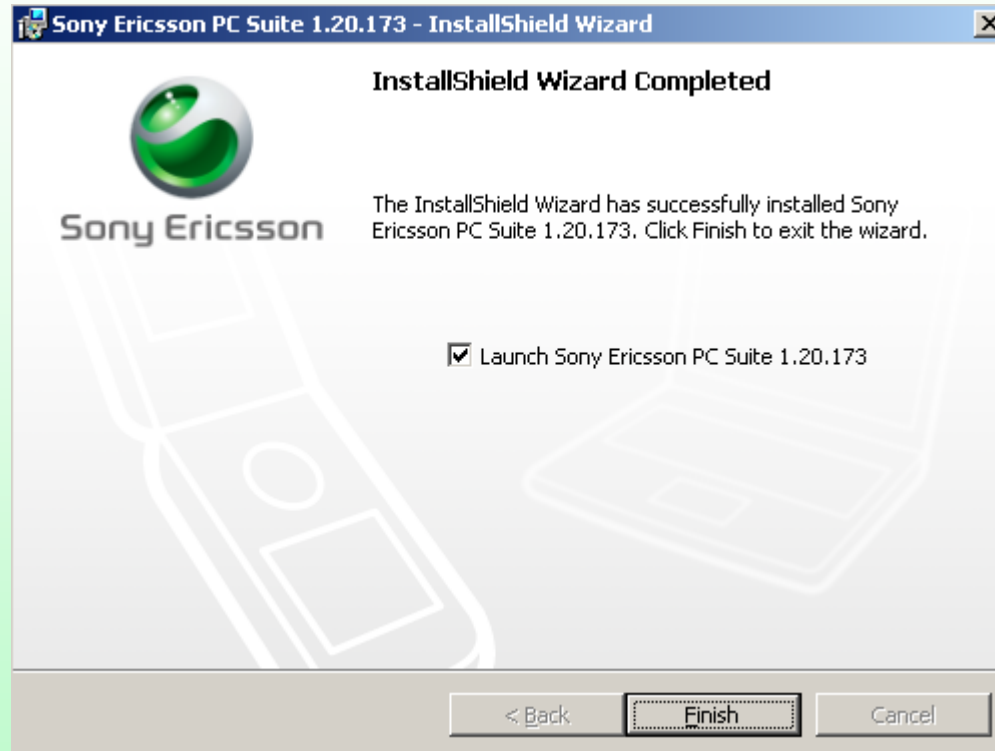 Sony Ericsson PC Suite 1.20.173 - InstallShield Wizard
InstallShield Wizard Completed
Sony Ericsson
The InstallShield Wizard has successfully installed Sony
Ericsson PC Suite 1.20.173. Click Finish to exit the wizard.
Launch Sony Ericsson PC Suite 1.20.173
< Back
Finish
Cancel